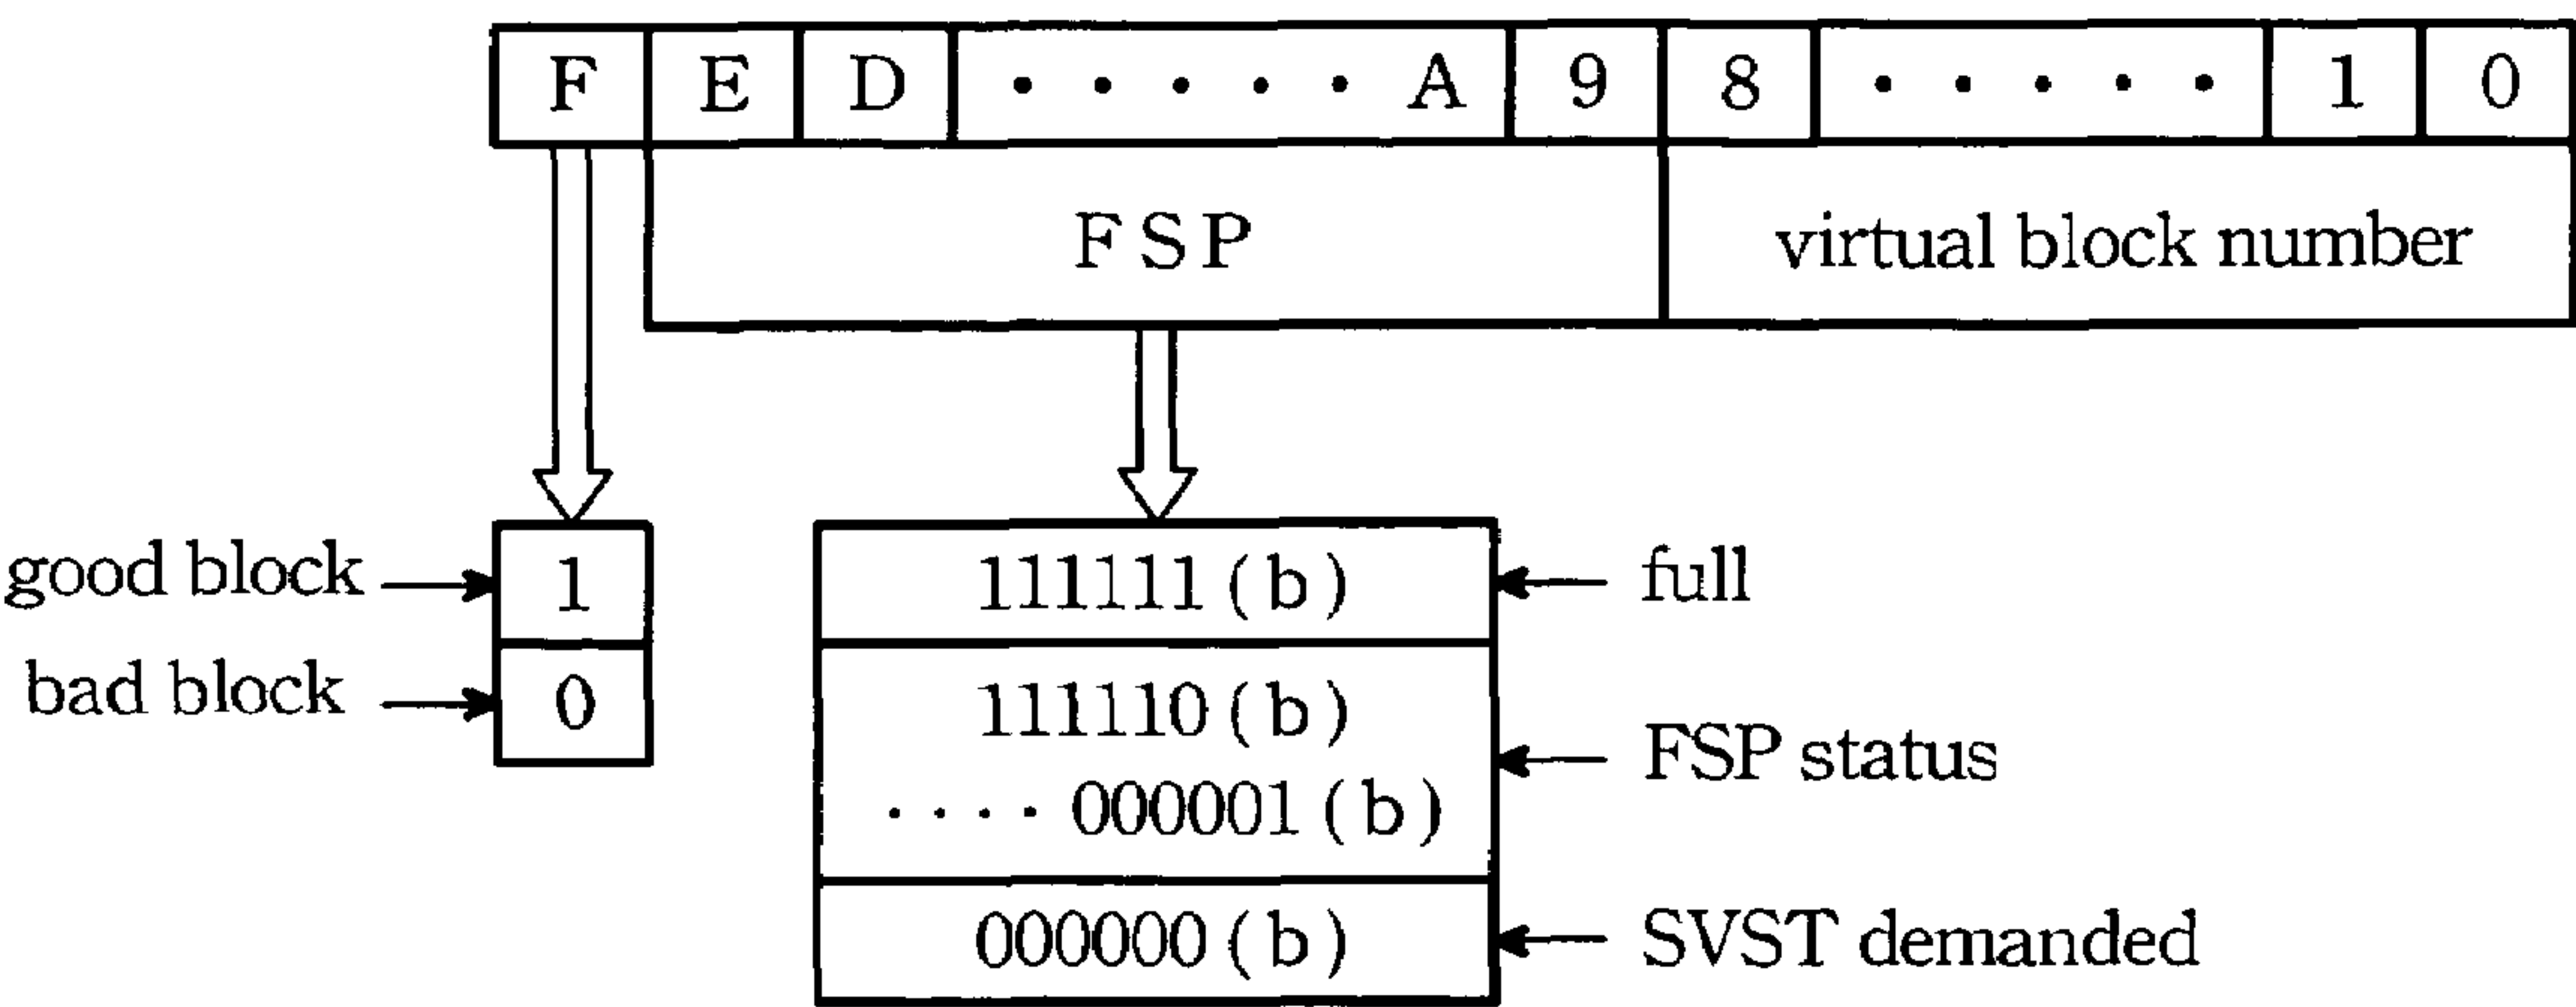 F E D . . . . . A 9 8 . . . . . 1 0
F S P virtual block number
good block 1 111111 ( b ) full
bad block 0 111110 ( b )
FSP status
. . . . 000001 ( b )
000000 ( b ) SVST demanded